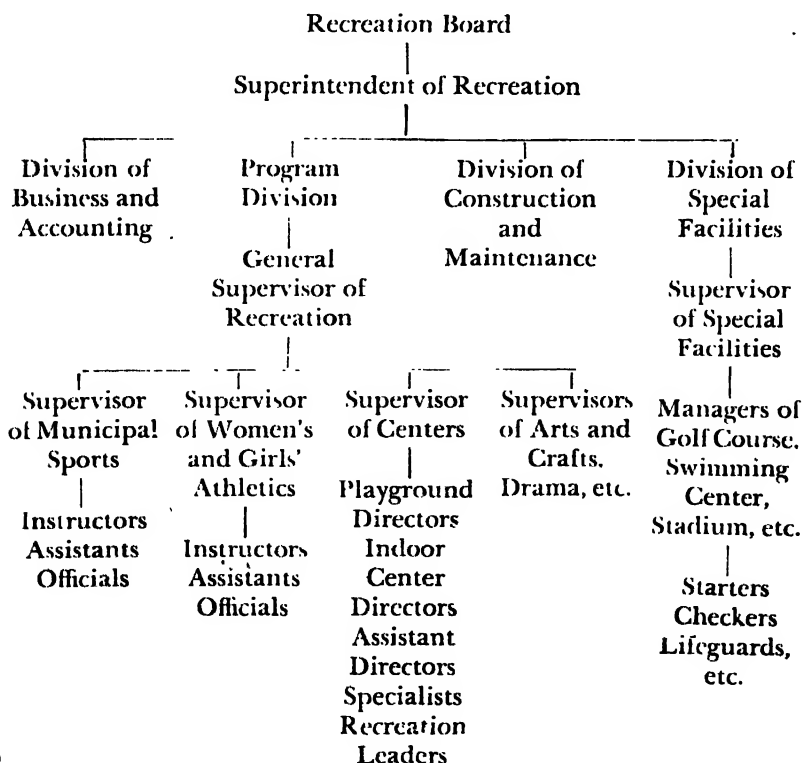 Recreation Board
Superintendent of Recreation
Division of
Business and
Accounting
Program
Division
Division of
Construction
and
Maintenance
Division of
Special
Facilities
General
Supervisor of
Recreation
Supervisor
of Special
Facilities
Supervisor
of Municipal
Sports
Supervisor
of Women's
and Girls'
Athletics
Supervisor
of Centers
Supervisors
of Arts and
Crafts.
Drama, etc.
Managers of
Golf Course.
Swimming
Center,
Stadium, etc.
Instructors
Assistants
Officials
Instructors
Assistants
Officials
Playground
Directors
Indoor
Center
Directors
Assistant
Directors
Specialists
Recreation
Leaders
Starters
Checkers
Lifeguards,
etc.